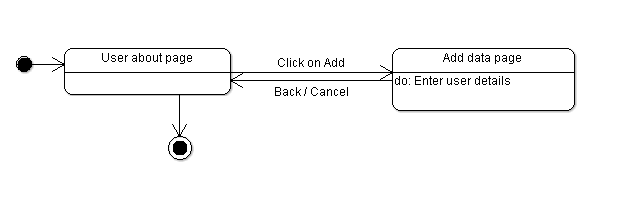 User about page
Click on Add
Add data page
do: Enter user details
Back / Cancel